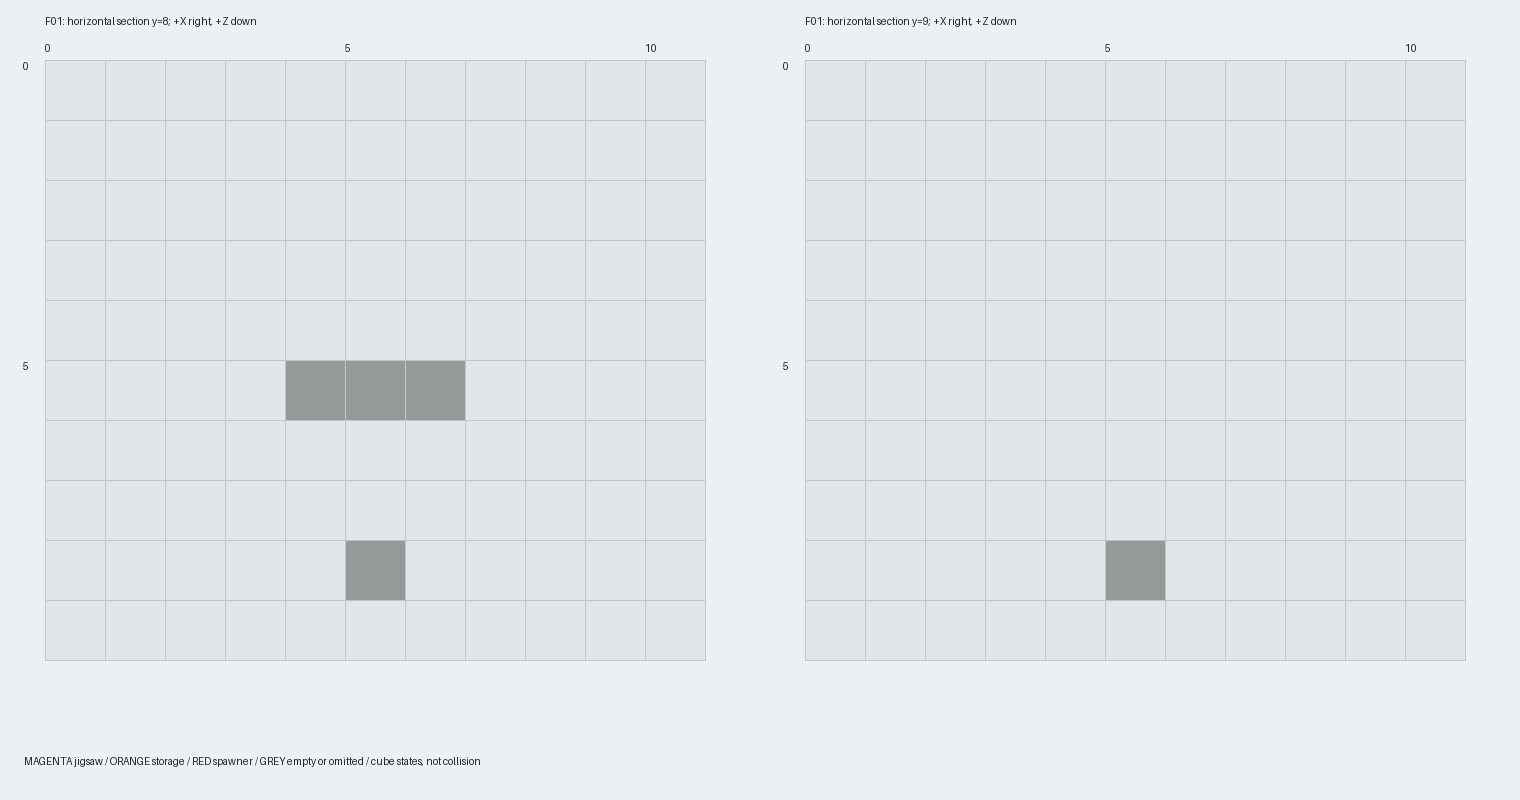 F01: horizontal section y=8; +X right, +Z down
F01: horizontal section y=9; +X right, +Z down
0 5 10
0 5 10
0
0
5
5
MAGENTA jigsaw / ORANGE storage / RED spawner / GREY empty or omitted / cube states, not collision